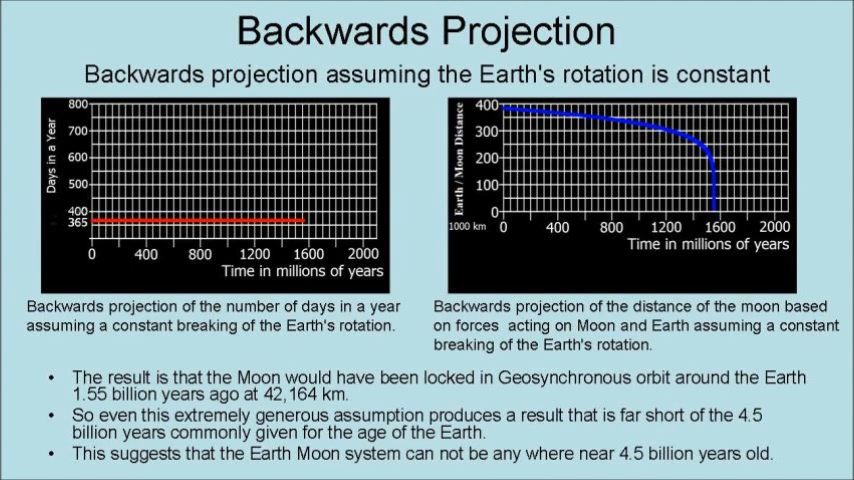 Backwards Projection
Backwards projection assuming the Earth's rotation is constant
800
700
600
500
400
365
Days in a Year
0 400 800 1200 1600 2000
Time in millions of years
400
300
200
100
0
Earth / Moon Distance
1000 km
0 400 800 1200 1600 2000
Time in millions of years
Backwards projection of the number of days in a year
assuming a constant breaking of the Earth's rotation.
Backwards projection of the distance of the moon based
on forces acting on Moon and Earth assuming a constant
breaking of the Earth's rotation.
• The result is that the Moon would have been locked in Geosynchronous orbit around the Earth
1.55 billion years ago at 42,164 km.
• So even this extremely generous assumption produces a result that is far short of the 4.5
billion years commonly given for the age of the Earth.
• This suggests that the Earth Moon system can not be any where near 4.5 billion years old.